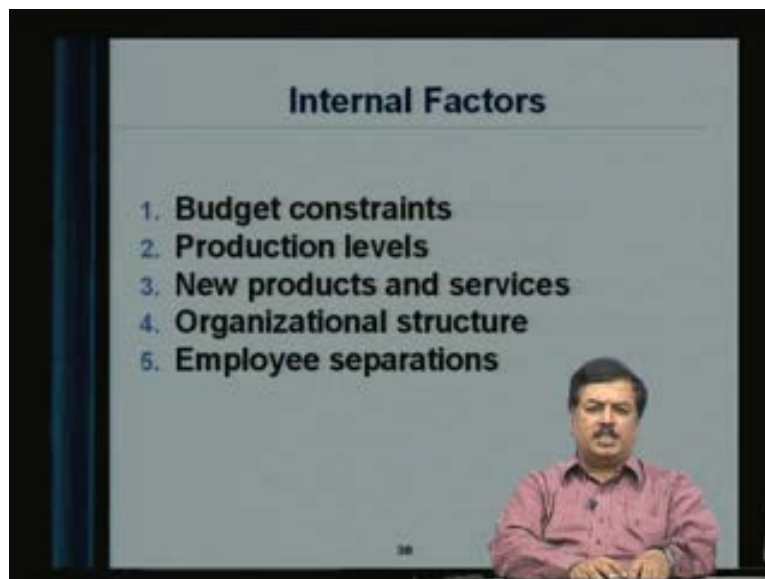 Internal Factors
1. Budget constraints
2. Production levels
3. New products and services
4. Organizational structure
5. Employee separations